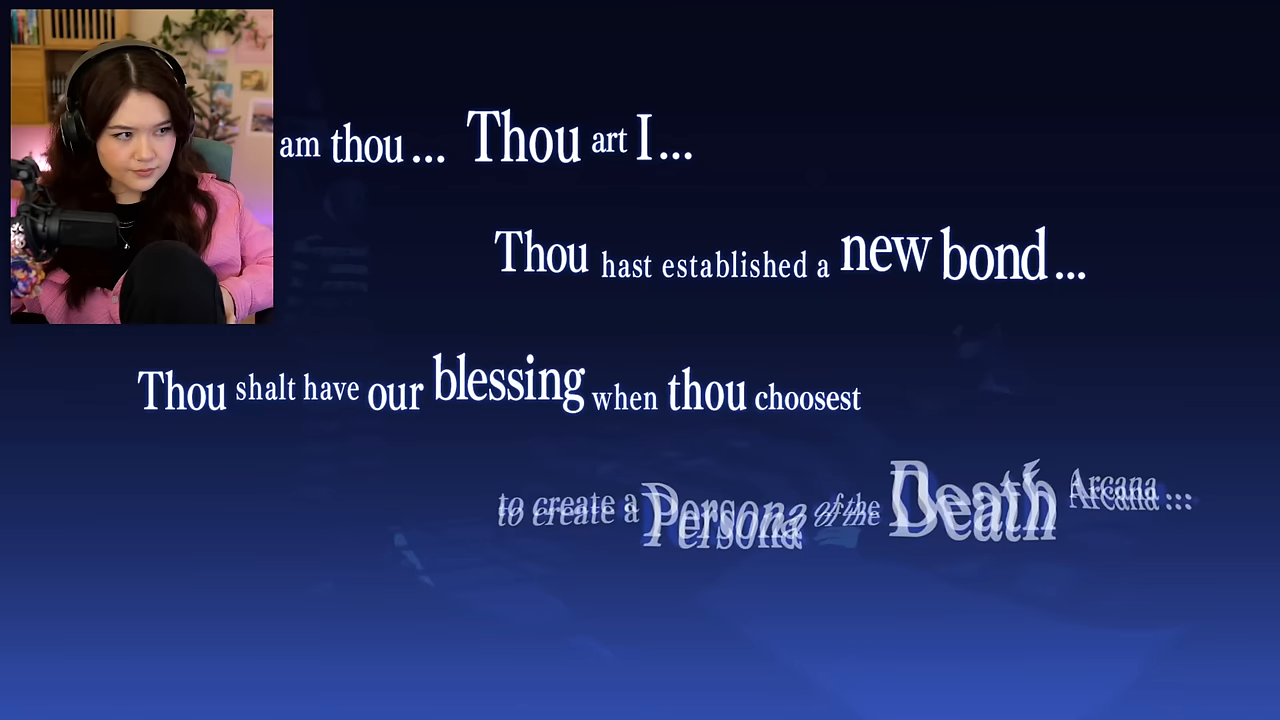 am thou... Thou art I...
Thou hast established a new bond...
Thou shalt have our blessing when thou choosest
to create a Persona of the Death Arcana...